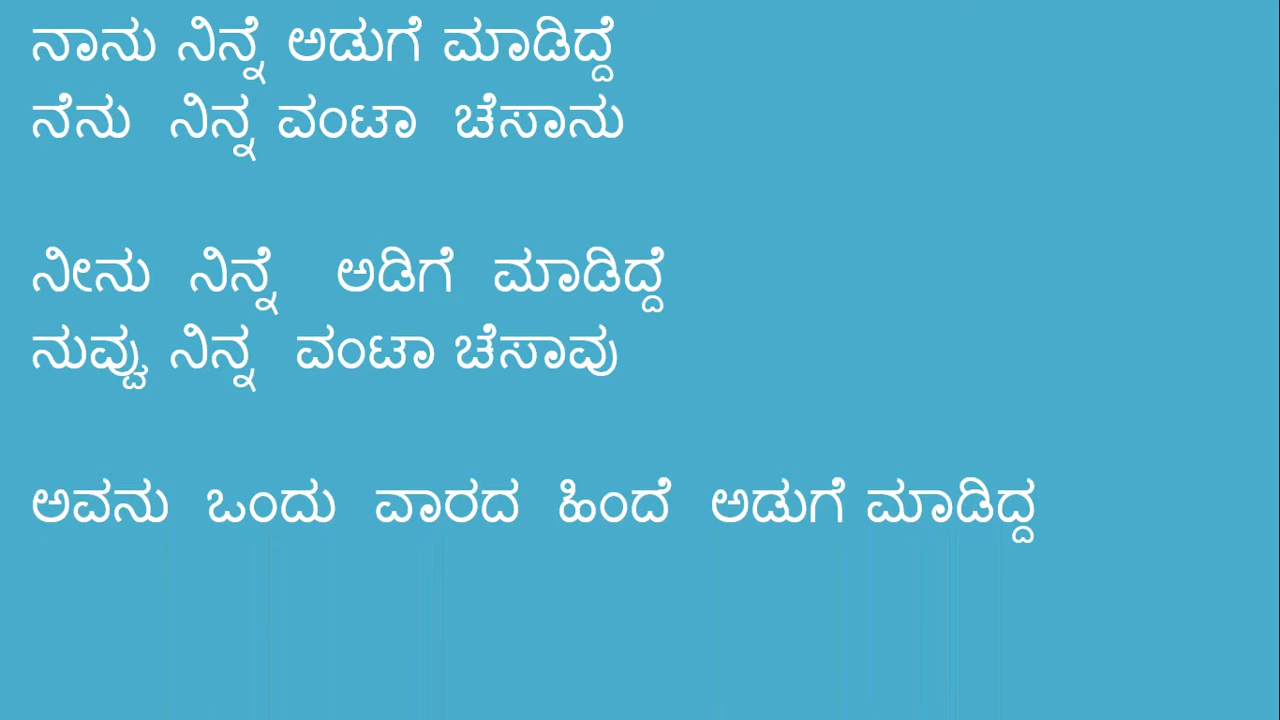 ನಾನು ನಿನ್ನೆ ಅಡುಗೆ ಮಾಡಿದ್ದೆ
ನೆನು ನಿನ್ನ ವಂಟಾ ಚೆಸಾನು
ನೀನು ನಿನ್ನೆ ಅಡಿಗೆ ಮಾಡಿದ್ದೆ
ನುವ್ವು ನಿನ್ನ ವಂಟಾ ಚೆಸಾವು
ಅವನು ಒಂದು ವಾರದ ಹಿಂದೆ ಅಡುಗೆ ಮಾಡಿದ್ದ